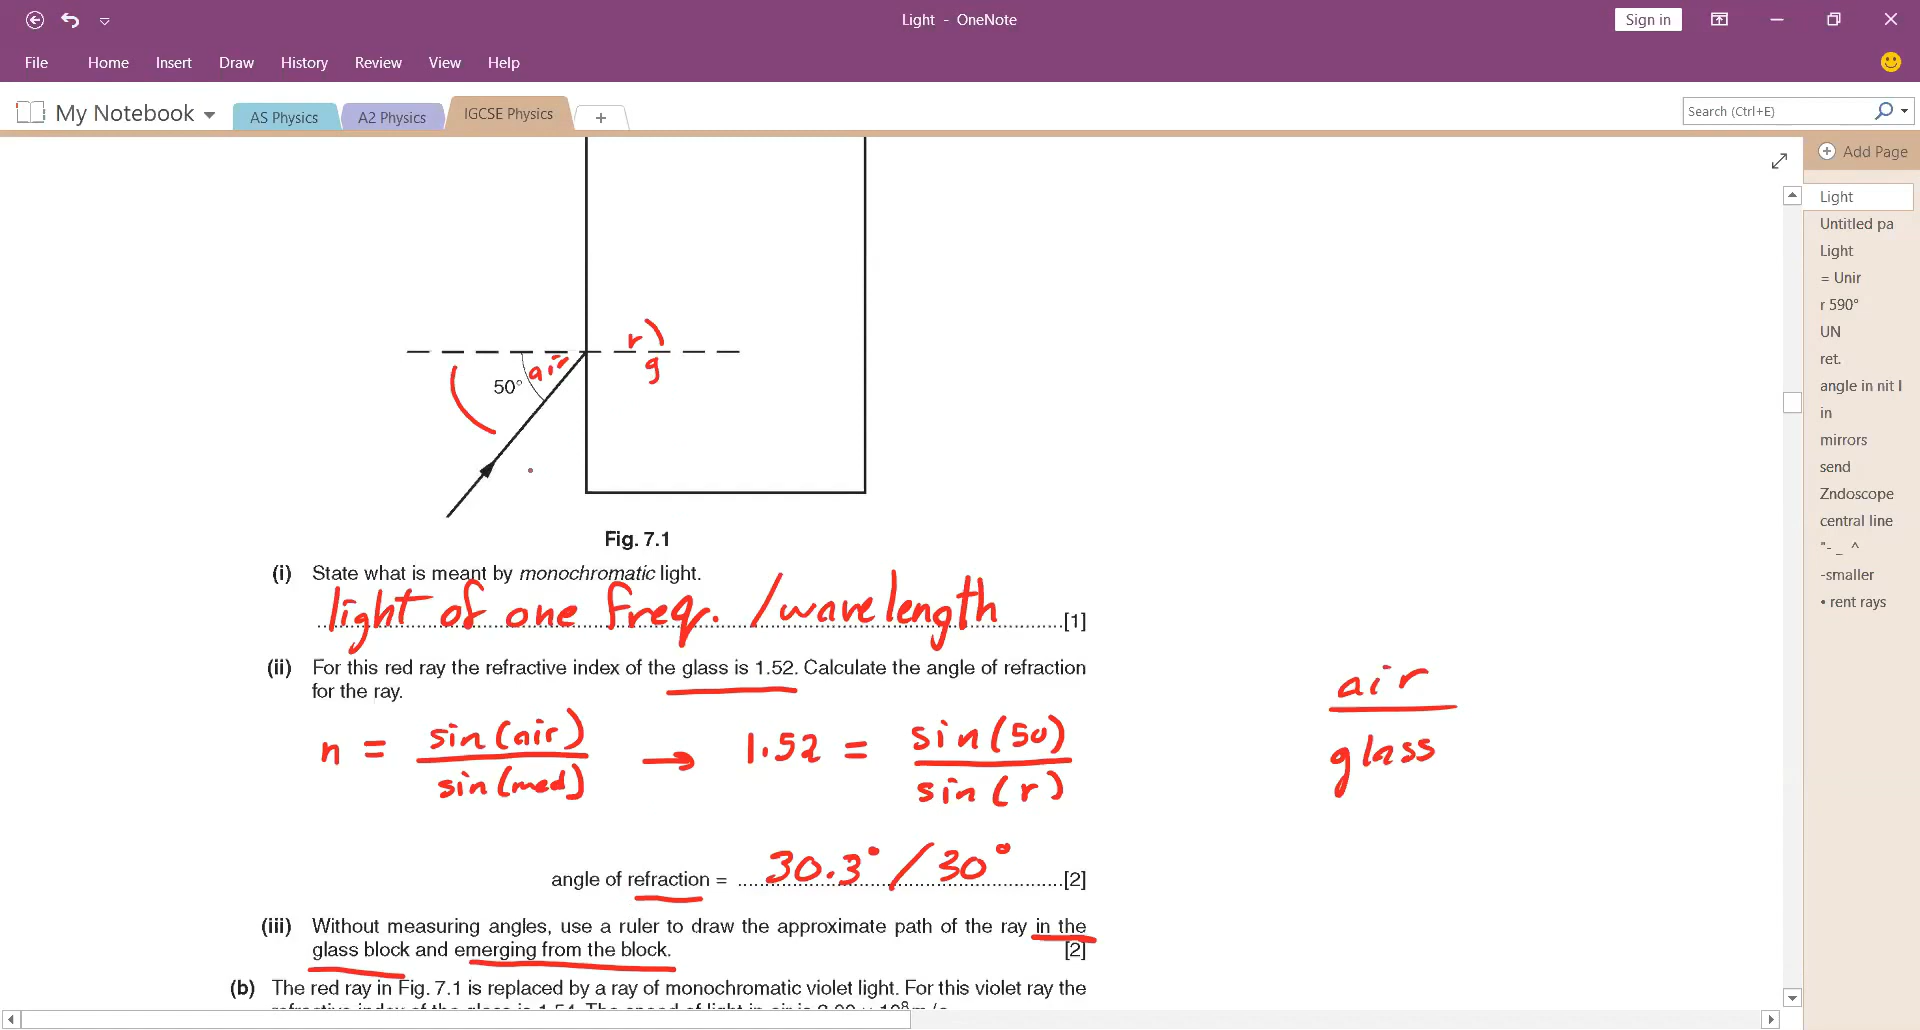 Light - OneNote
Sign in
File Home Insert Draw History Review View Help
My Notebook AS Physics A2 Physics IGCSE Physics +
Search (Ctrl+E)
Add Page
Light
Untitled pa
Light
= Unir
r 590°
UN
ret.
angle in nit l
in
mirrors
send
Zndoscope
central line
"- _ ^
-smaller
• rent rays
r
g
50° air
Fig. 7.1
(i) State what is meant by monochromatic light.
light of one freq. / wavelength [1]
(ii) For this red ray the refractive index of the glass is 1.52. Calculate the angle of refraction
for the ray.
n = sin(air) / sin(med) → 1.52 = sin(50) / sin(r)
air
glass
angle of refraction = 30.3° / 30° [2]
(iii) Without measuring angles, use a ruler to draw the approximate path of the ray in the
glass block and emerging from the block. [2]
(b) The red ray in Fig. 7.1 is replaced by a ray of monochromatic violet light. For this violet ray the